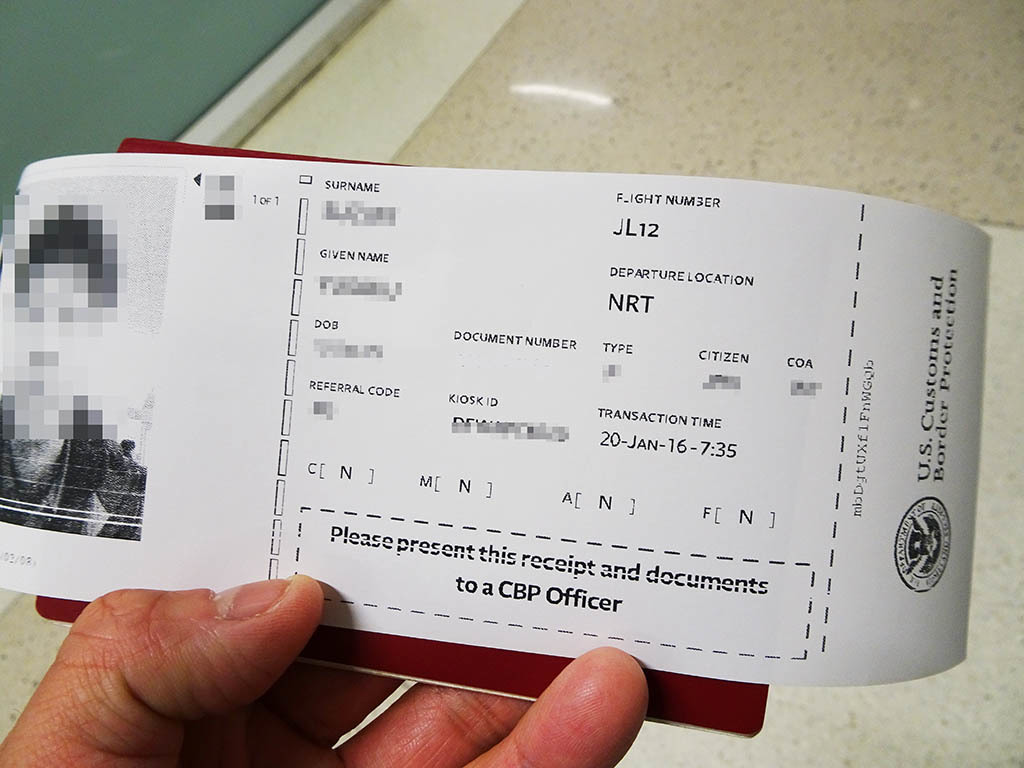 1 OF 1
SURNAME
FLIGHT NUMBER
JL12
GIVEN NAME
DEPARTURE LOCATION
NRT
DOB
DOCUMENT NUMBER
TYPE
CITIZEN
COA
REFERRAL CODE
KIOSK ID
TRANSACTION TIME
20-JAN-16-7:35
C[ N ] M[ N ] A[ N ] F[ N ]
Please present this receipt and documents
to a CBP Officer
U.S. Customs and
Border Protection